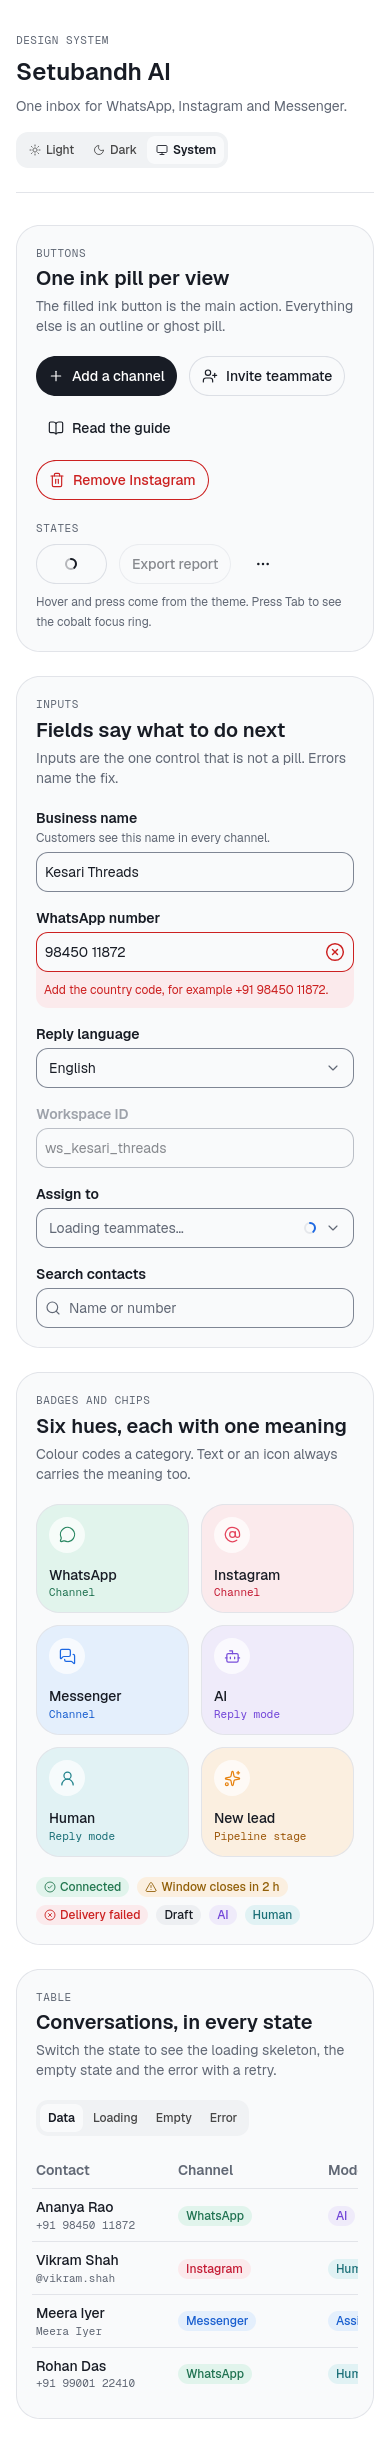 DESIGN SYSTEM
Setubandh AI
One inbox for WhatsApp, Instagram and Messenger.
Light Dark System
BUTTONS
One ink pill per view
The filled ink button is the main action. Everything
else is an outline or ghost pill.
Add a channel Invite teammate
Read the guide
Remove Instagram
STATES
Export report
Hover and press come from the theme. Press Tab to see
the cobalt focus ring.
INPUTS
Fields say what to do next
Inputs are the one control that is not a pill. Errors
name the fix.
Business name
Customers see this name in every channel.
Kesari Threads
WhatsApp number
98450 11872
Add the country code, for example +91 98450 11872.
Reply language
English
Workspace ID
ws_kesari_threads
Assign to
Loading teammates...
Search contacts
Name or number
BADGES AND CHIPS
Six hues, each with one meaning
Colour codes a category. Text or an icon always
carries the meaning too.
WhatsApp
Channel
Instagram
Channel
Messenger
Channel
AI
Reply mode
Human
Reply mode
New lead
Pipeline stage
Connected Window closes in 2 h
Delivery failed Draft AI Human
TABLE
Conversations, in every state
Switch the state to see the loading skeleton, the
empty state and the error with a retry.
Data Loading Empty Error
Contact Channel Mod
Ananya Rao WhatsApp AI
+91 98450 11872
Vikram Shah Instagram Hum
@vikram.shah
Meera Iyer Messenger Assi
Meera Iyer
Rohan Das WhatsApp Hum
+91 99001 22410